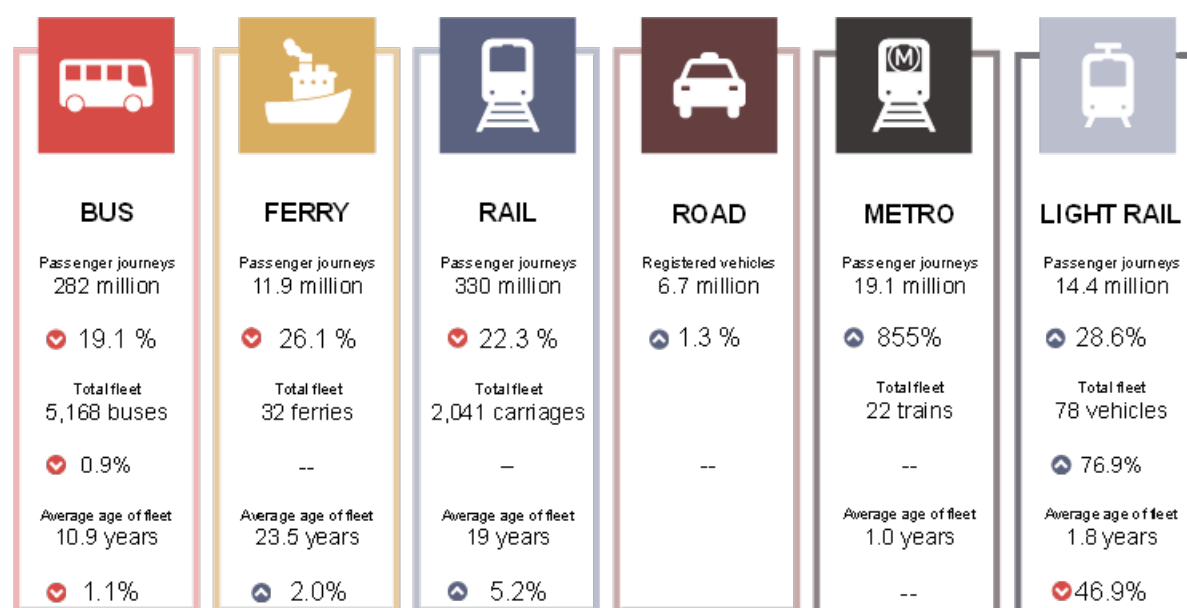 M
BUS
Passenger journeys
282 million
19.1 %
Total fleet
5,168 buses
0.9%
Average age of fleet
10.9 years
1.1%
FERRY
Passenger journeys
11.9 million
26.1 %
Total fleet
32 ferries
--
Average age of fleet
23.5 years
2.0%
RAIL
Passenger journeys
330 million
22.3 %
Total fleet
2,041 carriages
–
Average age of fleet
19 years
5.2%
ROAD
Registered vehicles
6.7 million
1.3 %
--
METRO
Passenger journeys
19.1 million
855%
Total fleet
22 trains
--
Average age of fleet
1.0 years
--
LIGHT RAIL
Passenger journeys
14.4 million
28.6%
Total fleet
78 vehicles
76.9%
Average age of fleet
1.8 years
46.9%